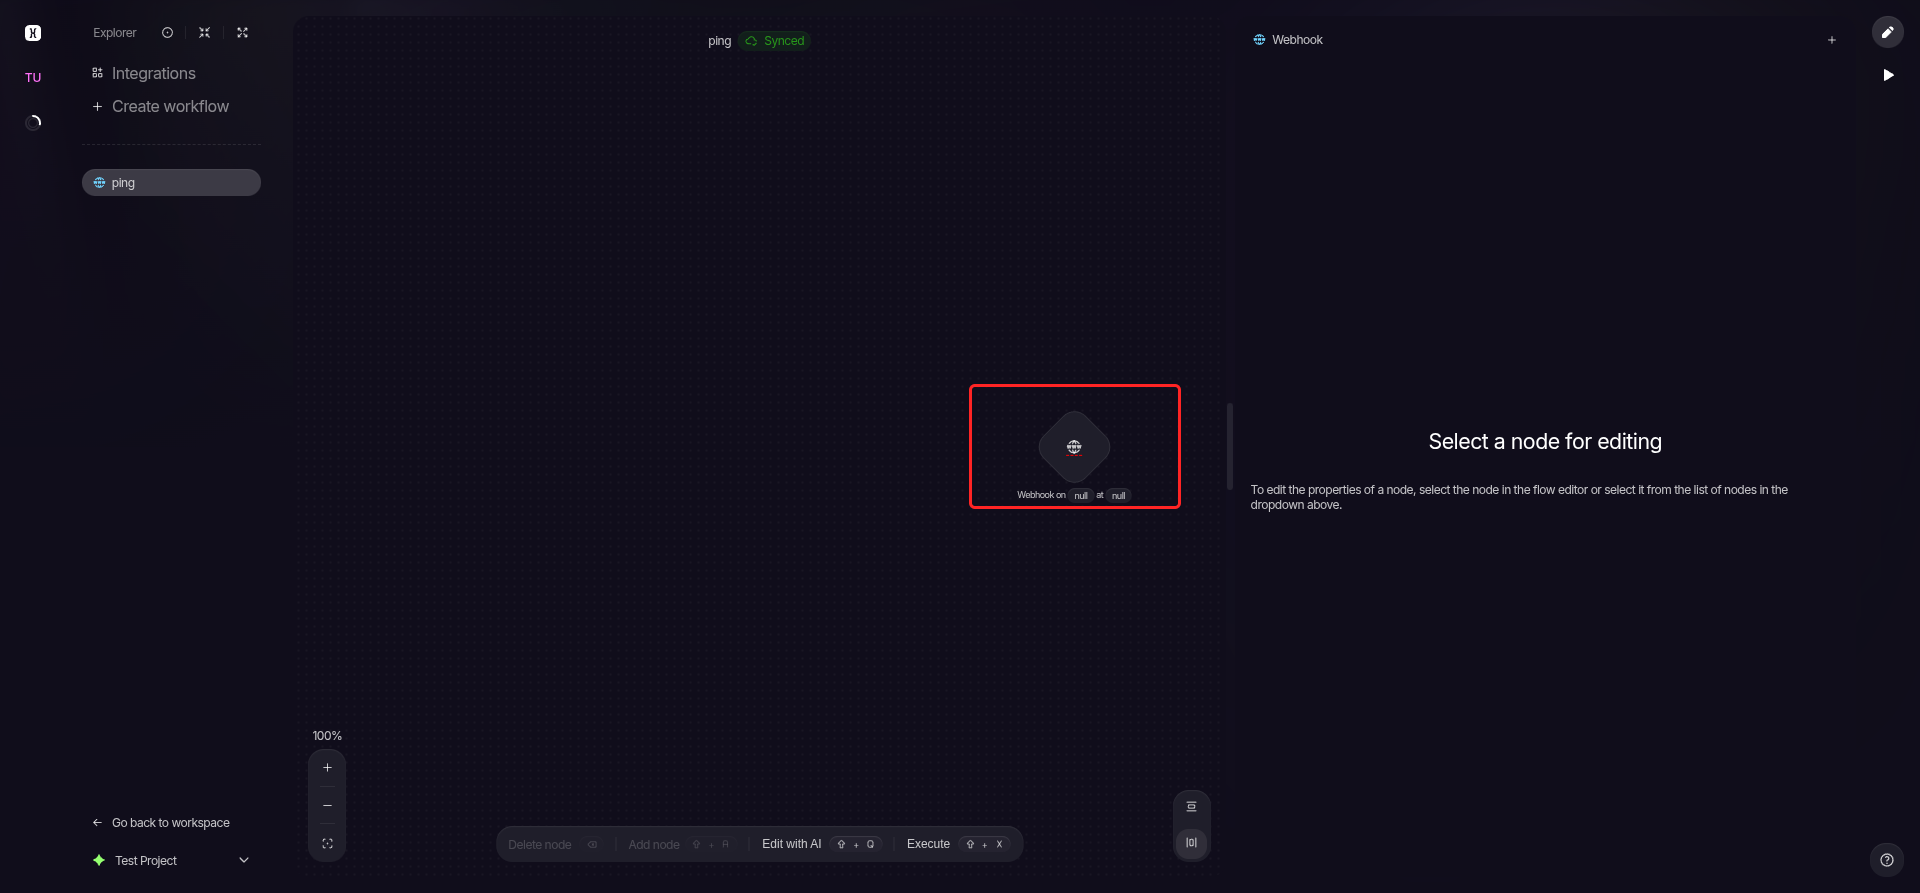 Explorer
TU
Integrations
Create workflow
ping
ping Synced
Webhook
Webhook on null at null
Select a node for editing
To edit the properties of a node, select the node in the flow editor or select it from the list of nodes in the
dropdown above.
100%
Delete node Add node ⇧ + A Edit with AI ⇧ + Q Execute ⇧ + X
Go back to workspace
Test Project